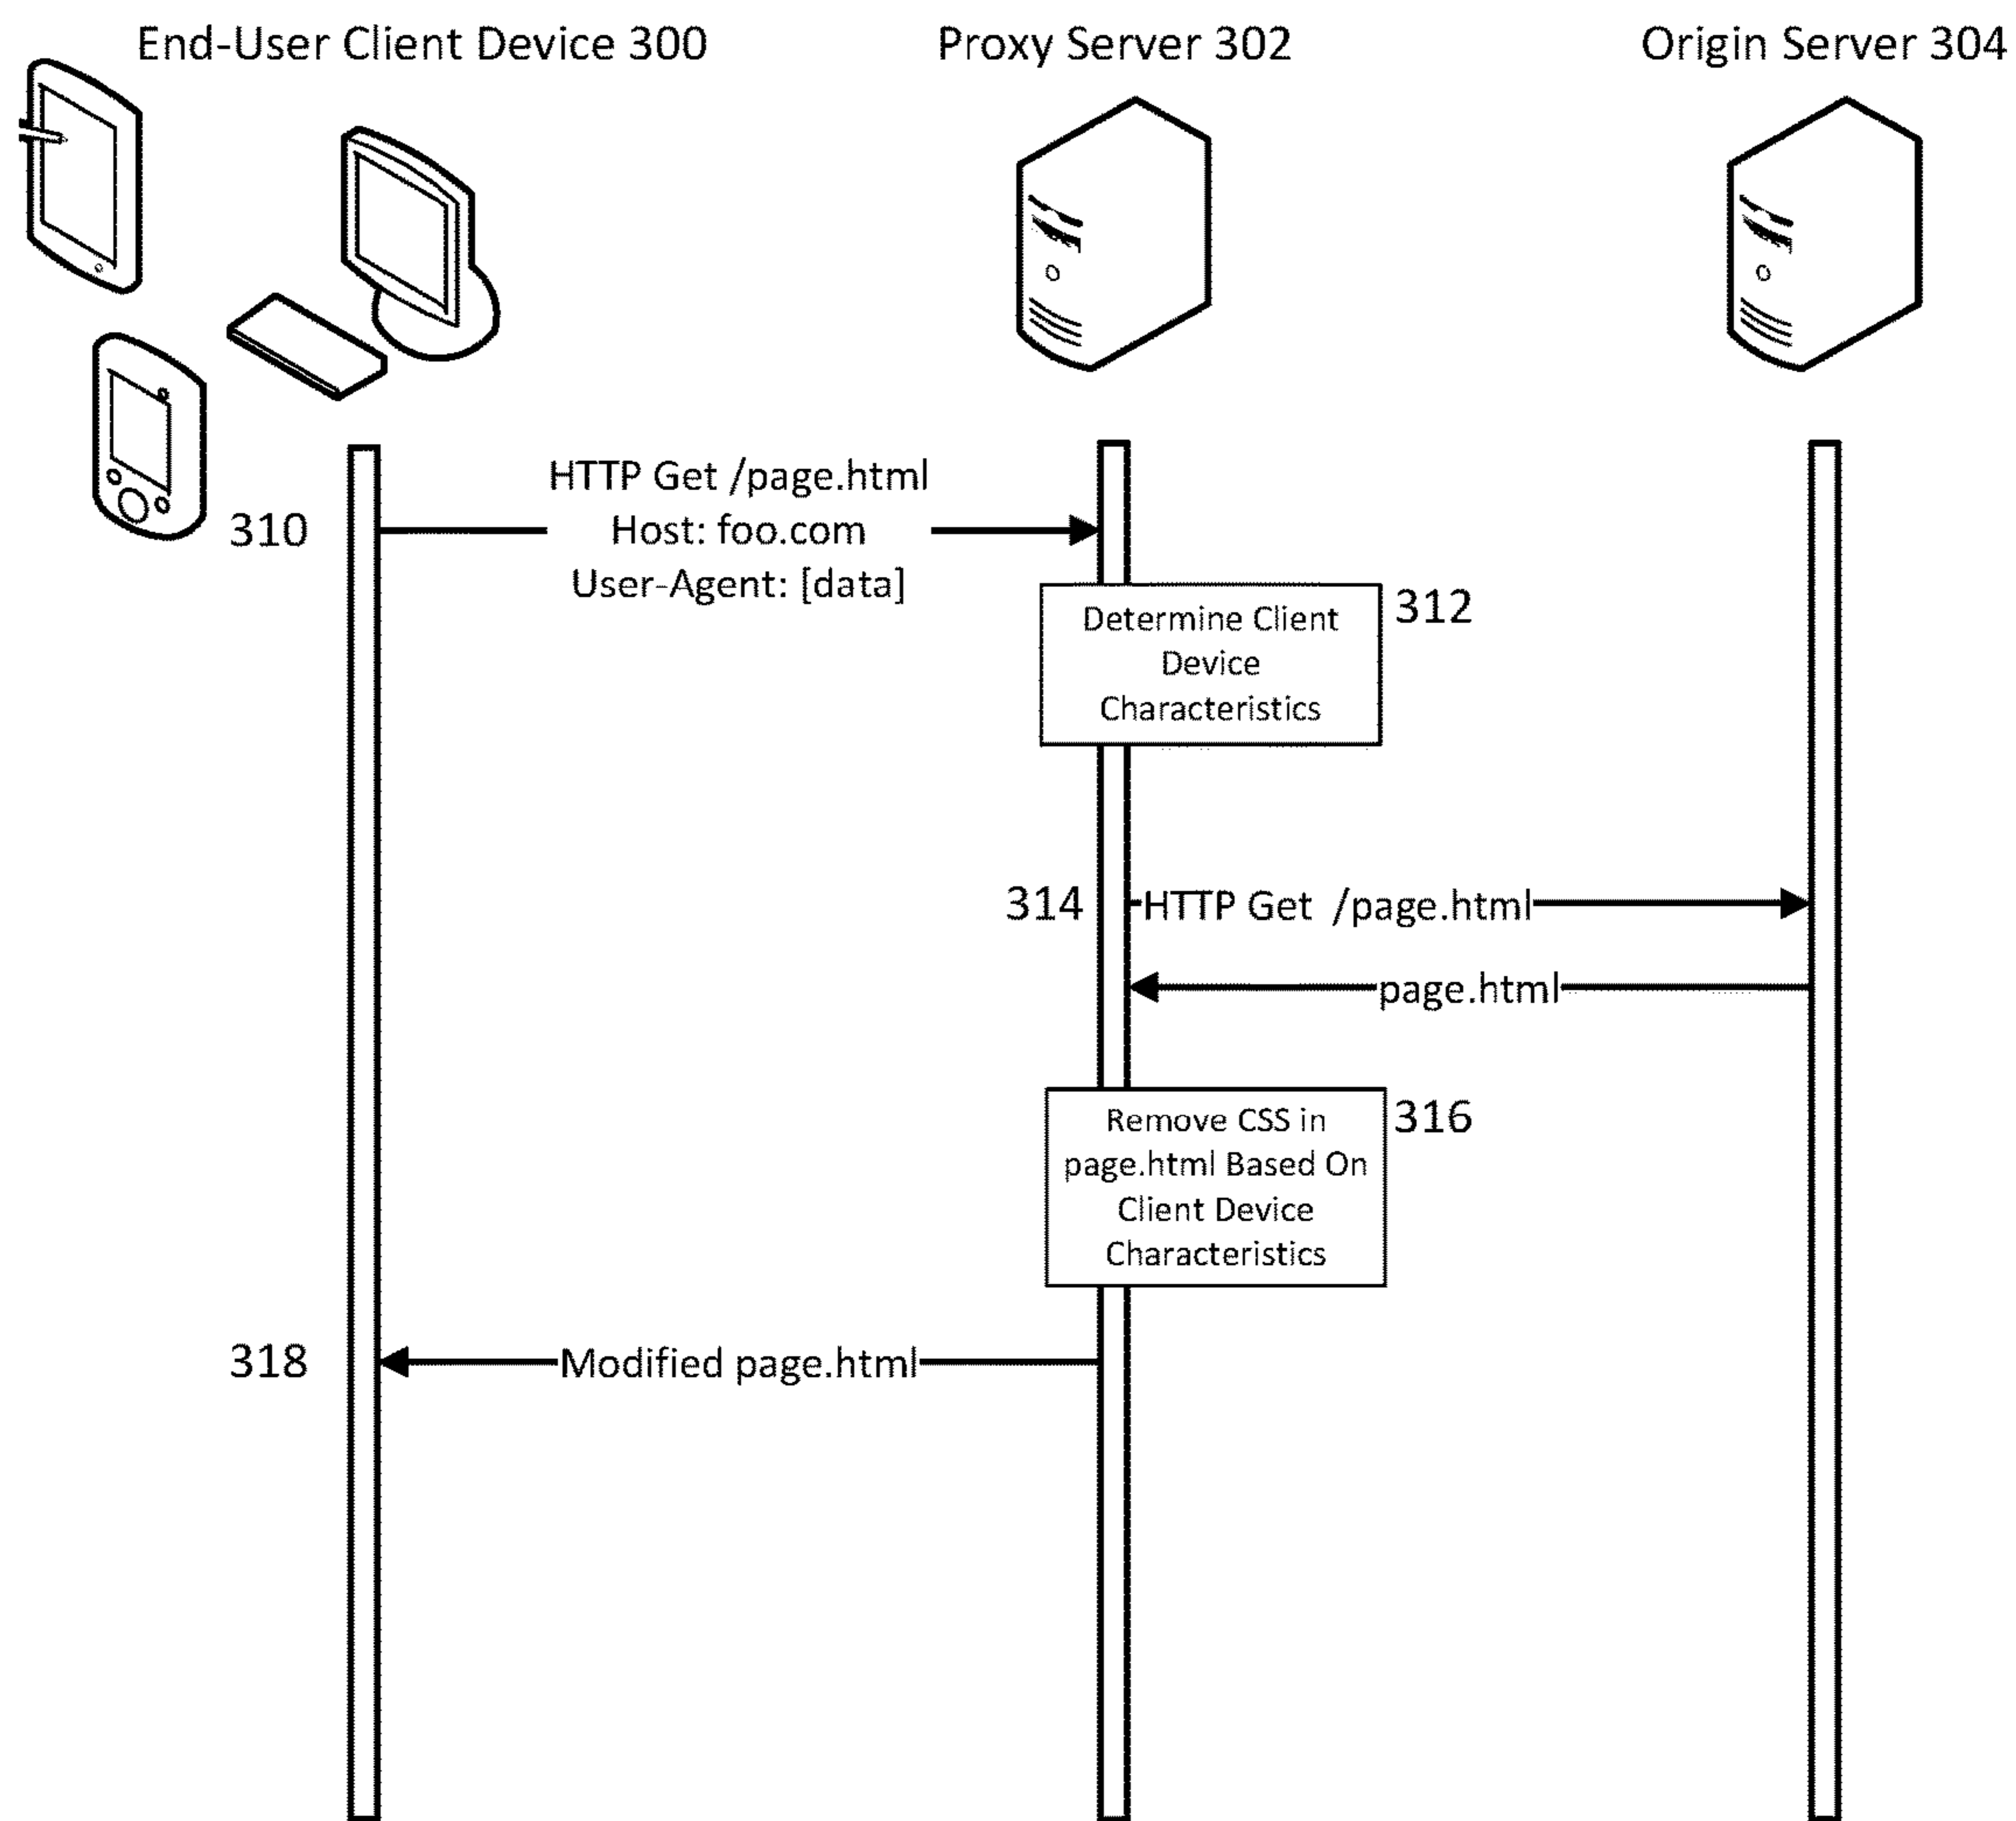 End-User Client Device 300
Proxy Server 302
Origin Server 304
HTTP Get /page.html
310
Host: foo.com
User-Agent: [data]
312
Determine Client
Device
Characteristics
314
HTTP Get /page.html
page.html
316
Remove CSS in
page.html Based On
Client Device
Characteristics
318
Modified page.html